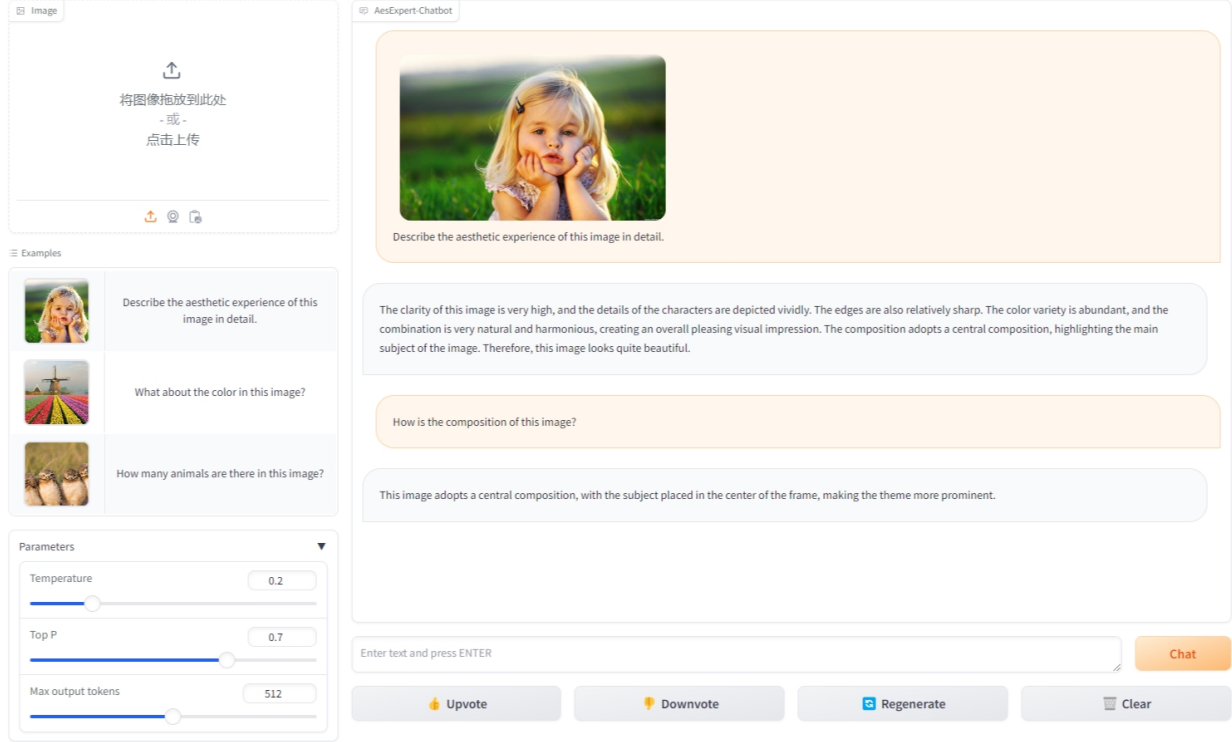 Image
将图像拖放到此处
- 或 -
点击上传
Examples
Describe the aesthetic experience of this
image in detail.
What about the color in this image?
How many animals are there in this image?
Parameters
Temperature
0.2
Top P
0.7
Max output tokens
512
AesExpert-Chatbot
Describe the aesthetic experience of this image in detail.
The clarity of this image is very high, and the details of the characters are depicted vividly. The edges are also relatively sharp. The color variety is abundant, and the
combination is very natural and harmonious, creating an overall pleasing visual impression. The composition adopts a central composition, highlighting the main
subject of the image. Therefore, this image looks quite beautiful.
How is the composition of this image?
This image adopts a central composition, with the subject placed in the center of the frame, making the theme more prominent.
Enter text and press ENTER
Chat
Upvote
Downvote
Regenerate
Clear